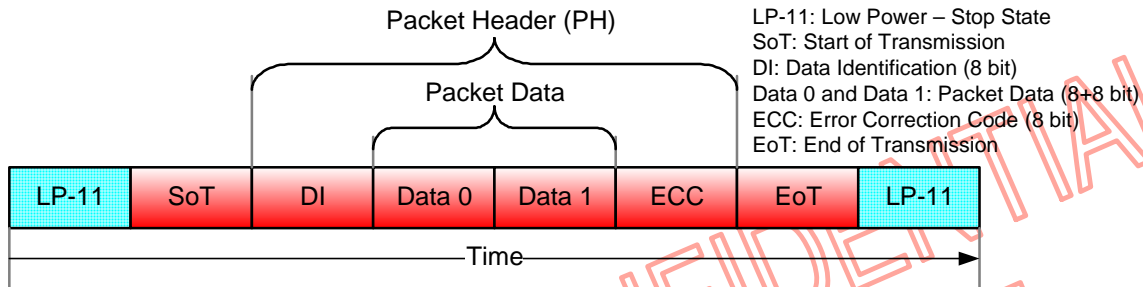 Packet Header (PH)
Packet Data
LP-11: Low Power – Stop State
SoT: Start of Transmission
DI: Data Identification (8 bit)
Data 0 and Data 1: Packet Data (8+8 bit)
ECC: Error Correction Code (8 bit)
EoT: End of Transmission
LP-11 SoT DI Data 0 Data 1 ECC EoT LP-11
Time